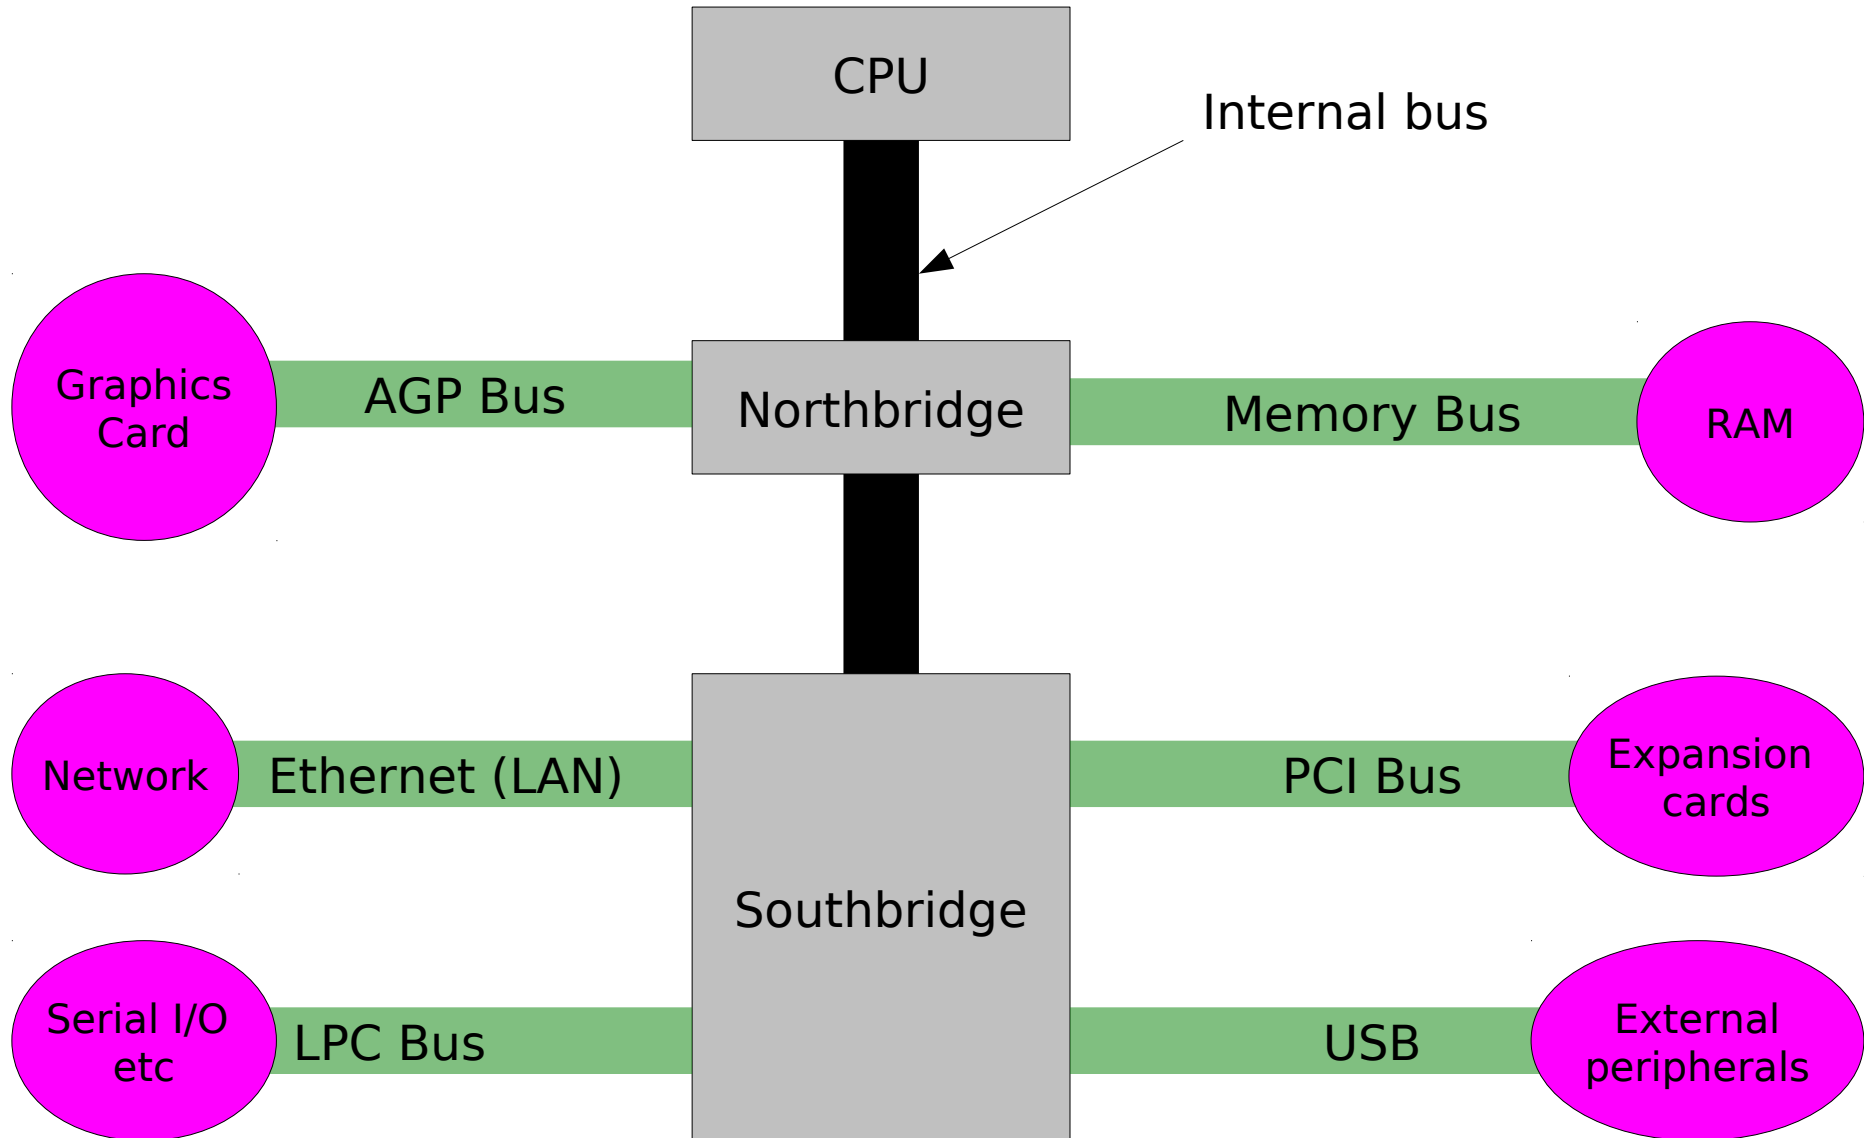 CPU
Internal bus
Graphics
Card
AGP Bus
Northbridge
Memory Bus
RAM
Network
Ethernet (LAN)
PCI Bus
Expansion
cards
Southbridge
Serial I/O
etc
LPC Bus
USB
External
peripherals